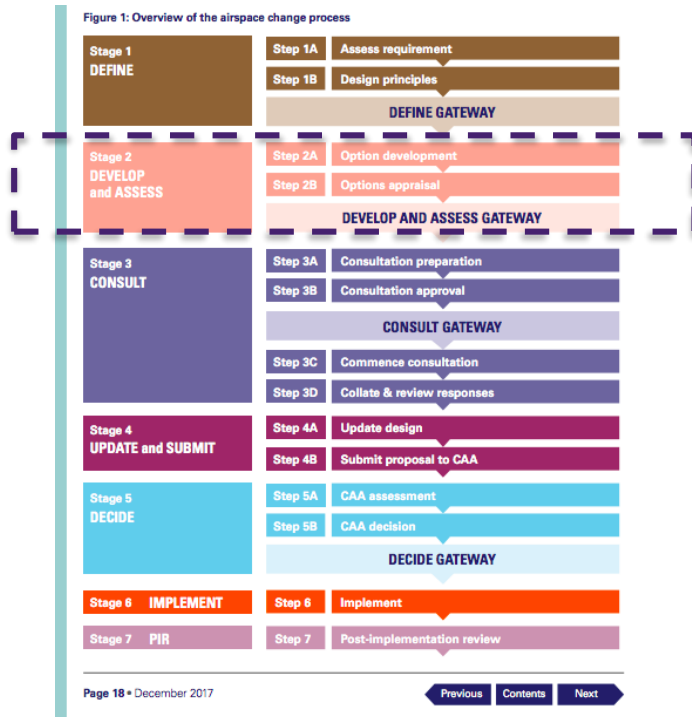 Figure 1: Overview of the airspace change process
Stage 1
DEFINE
Step 1A Assess requirement
Step 1B Design principles
DEFINE GATEWAY
Stage 2
DEVELOP
and ASSESS
Step 2A Option development
Step 2B Options appraisal
DEVELOP AND ASSESS GATEWAY
Stage 3
CONSULT
Step 3A Consultation preparation
Step 3B Consultation approval
CONSULT GATEWAY
Step 3C Commence consultation
Step 3D Collate & review responses
Stage 4
UPDATE and SUBMIT
Step 4A Update design
Step 4B Submit proposal to CAA
Stage 5
DECIDE
Step 5A CAA assessment
Step 5B CAA decision
DECIDE GATEWAY
Stage 6 IMPLEMENT Step 6 Implement
Stage 7 PIR Step 7 Post-implementation review
Page 18 • December 2017 Previous Contents Next